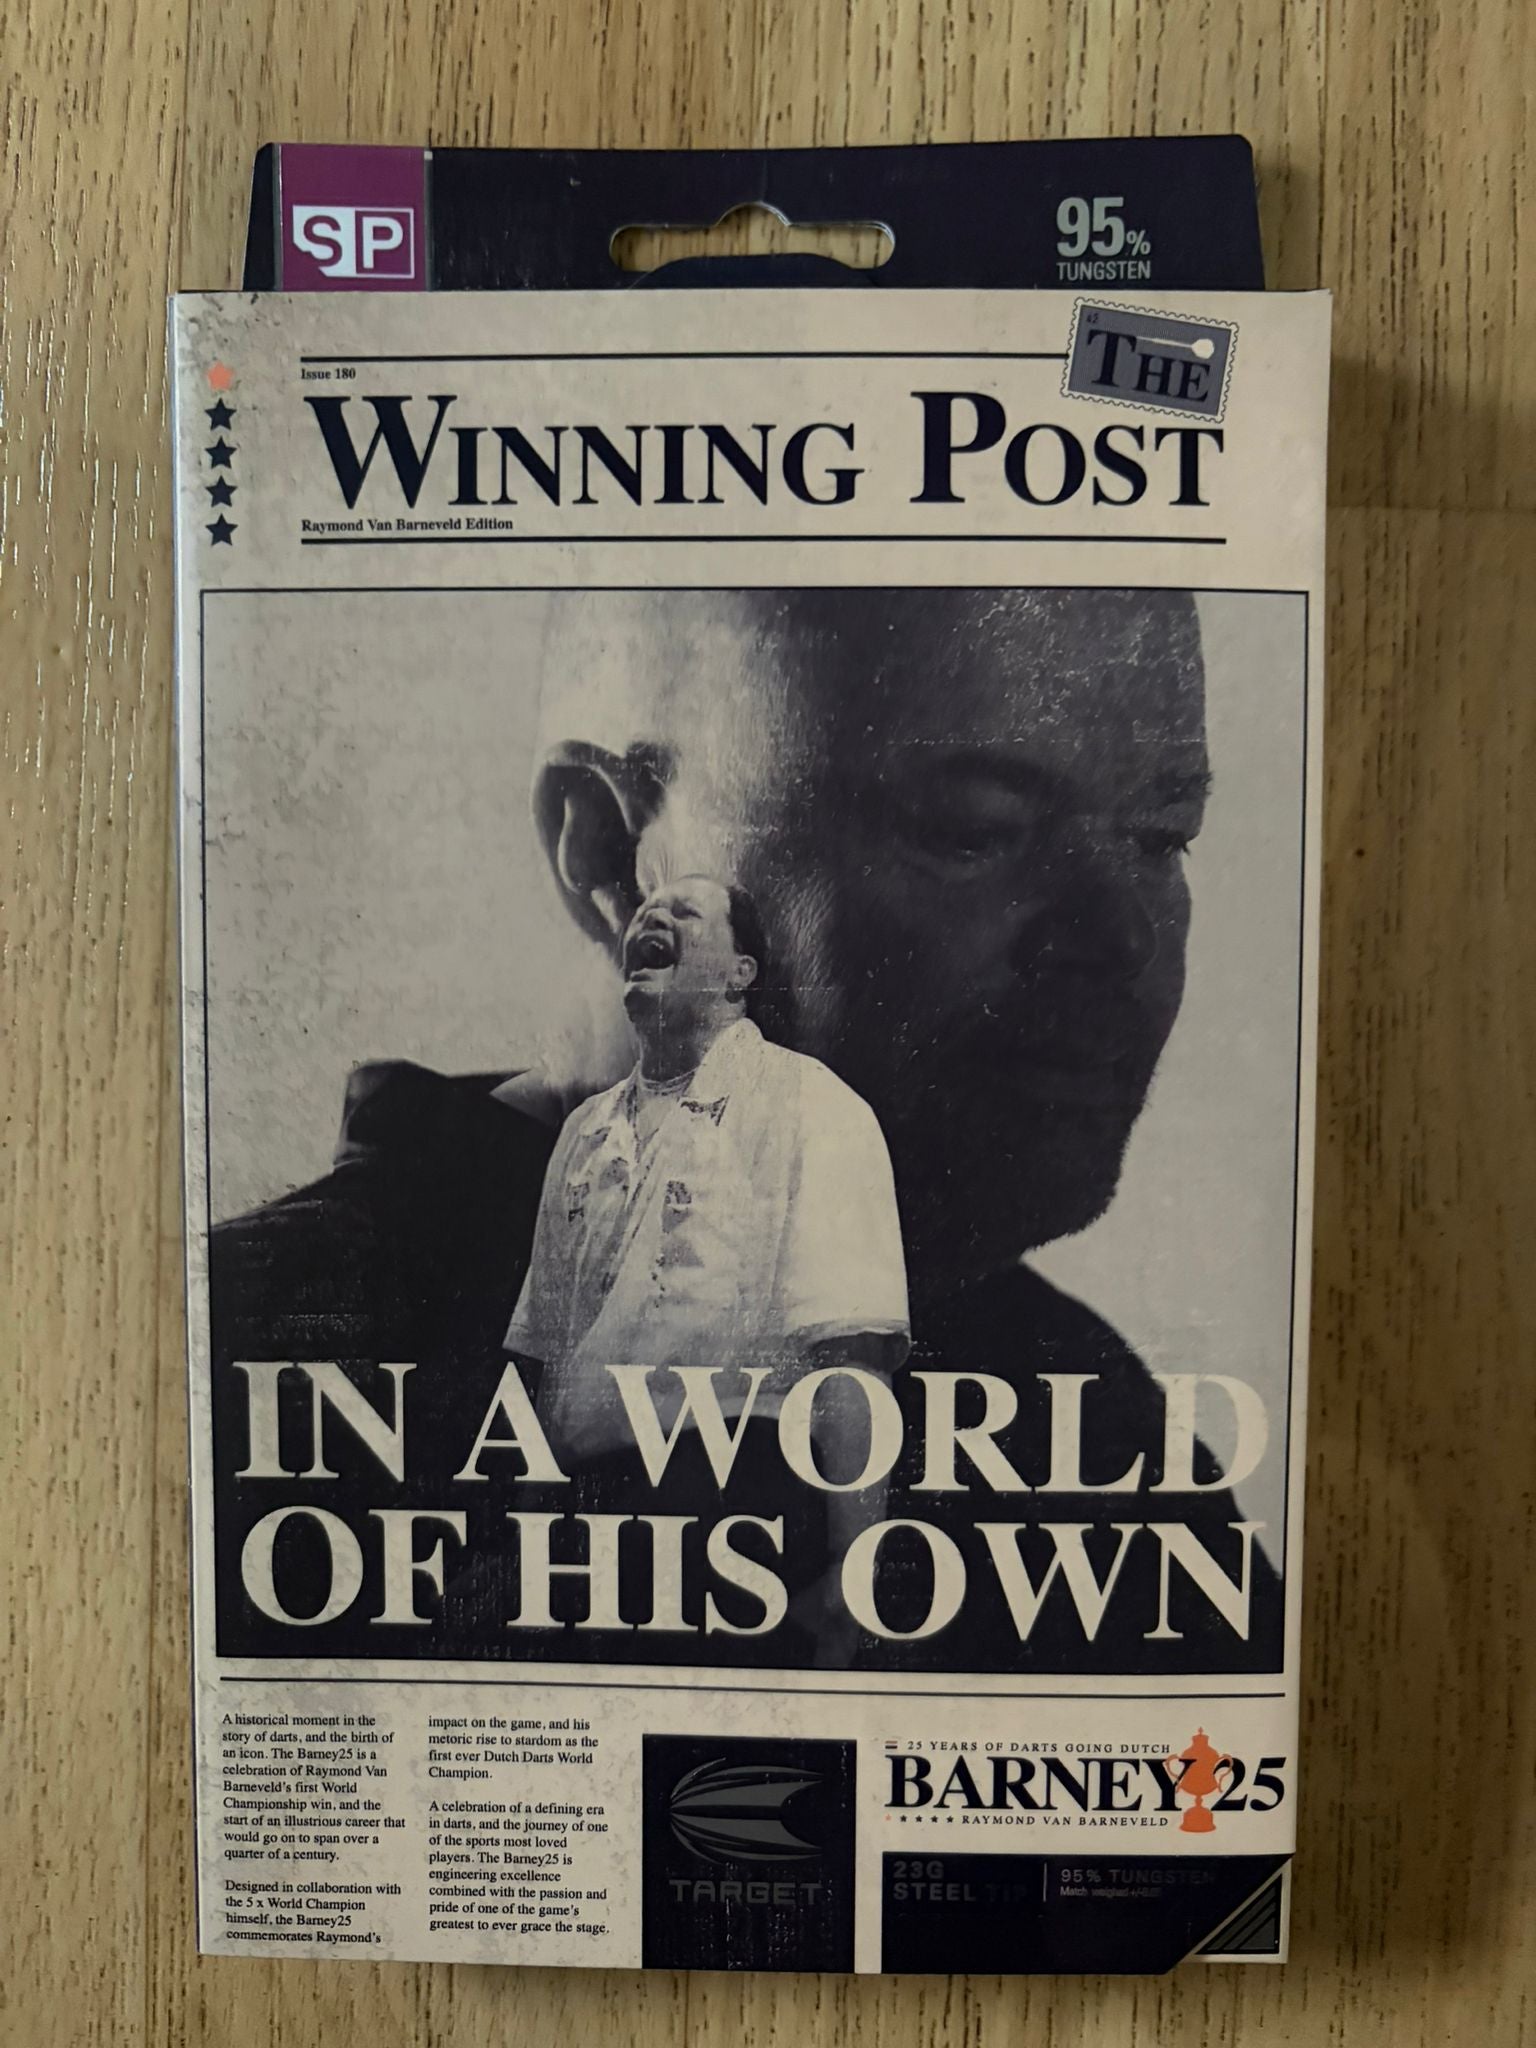 SP
95%
TUNGSTEN
42
THE
Issue 180
WINNING POST
Raymond Van Barneveld Edition
IN A WORLD
OF HIS OWN
A historical moment in the
story of darts, and the birth of
an icon. The Barney25 is a
celebration of Raymond Van
Barneveld's first World
Championship win, and the
start of an illustrious career that
would go on to span over a
quarter of a century.
Designed in collaboration with
the 5 x World Champion
himself, the Barney25
commemorates Raymond's
impact on the game, and his
metoric rise to stardom as the
first ever Dutch Darts World
Champion.
A celebration of a defining era
in darts, and the journey of one
of the sports most loved
players. The Barney25 is
engineering excellence
combined with the passion and
pride of one of the game's
greatest to ever grace the stage.
TARGET
25 YEARS OF DARTS GOING DUTCH
BARNEY 25
RAYMOND VAN BARNEVELD
23G
STEEL TIP
95% TUNGSTEN
Match weighed